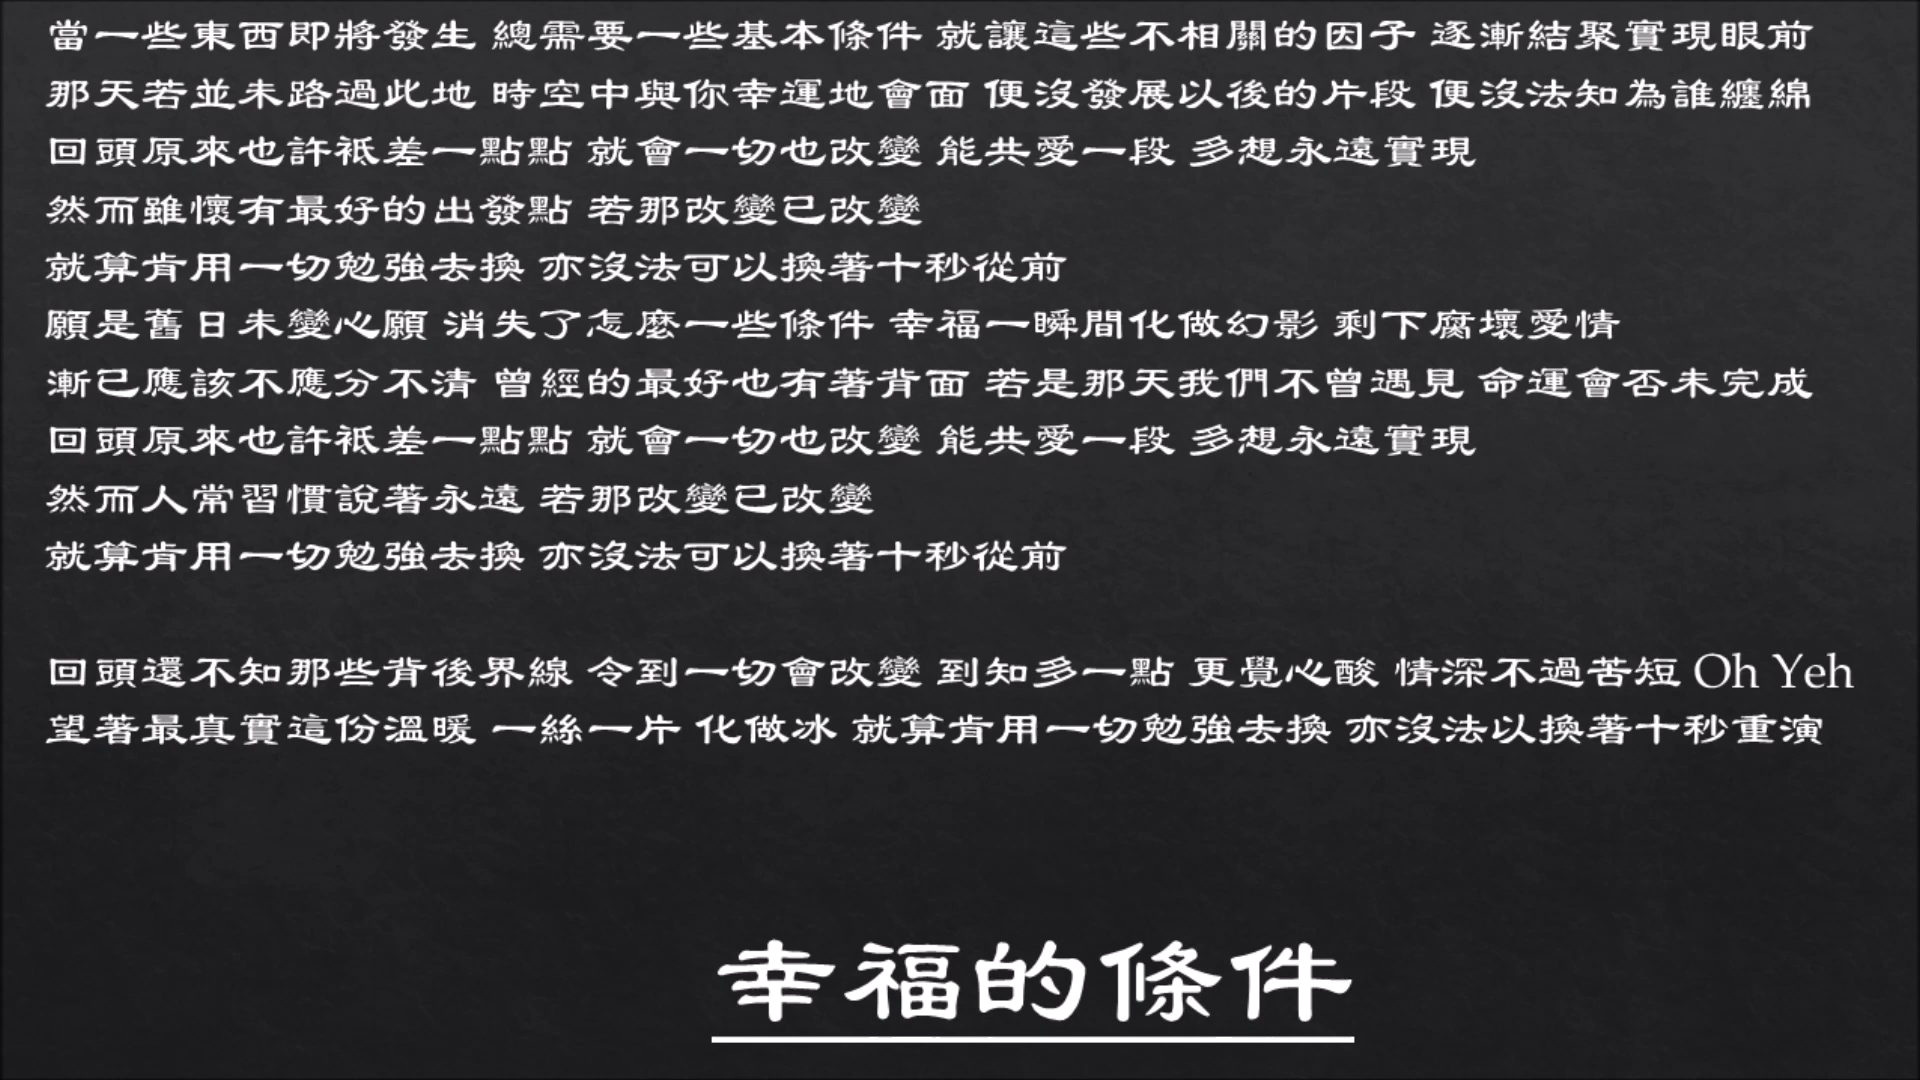 當一些東西即將發生 總需要一些基本條件 就讓這些不相關的因子 逐漸結聚實現眼前
那天若並未路過此地 時空中與你幸運地會面 便沒發展以後的片段 便沒法知為誰纏綿
回頭原來也許祇差一點點 就會一切也改變 能共愛一段 多想永遠實現
然而雖懷有最好的出發點 若那改變已改變
就算肯用一切勉強去換 亦沒法可以換著十秒從前
願是舊日未變心願 消失了怎麼一些條件 幸福一瞬間化做幻影 剩下腐壞愛情
漸已應該不應分不清 曾經的最好也有著背面 若是那天我們不曾遇見 命運會否未完成
回頭原來也許祇差一點點 就會一切也改變 能共愛一段 多想永遠實現
然而人常習慣說著永遠 若那改變已改變
就算肯用一切勉強去換 亦沒法可以換著十秒從前
回頭還不知那些背後界線 令到一切會改變 到知多一點 更覺心酸 情深不過苦短 Oh Yeh
望著最真實這份溫暖 一絲一片 化做冰 就算肯用一切勉強去換 亦沒法以換著十秒重演
幸福的條件